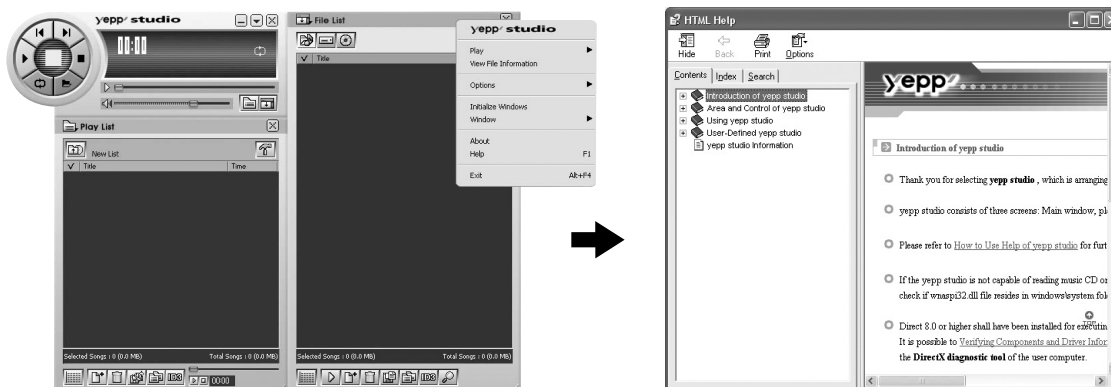 yepp' studio
00:00
Play List
New List
Title Time
Selected Songs : 0 (0.0 MB) Total Songs : 0 (0.0 MB)
ID3
00:00
File List
Title
Selected Songs : 0 (0.0 MB) Total Songs : 0 (0.0 MB)
ID3
yepp' studio
Play
View File Information
Options
Initialize Windows
Window
About
Help F1
Exit Alt+F4
HTML Help
Hide Back Print Options
Contents Index Search
Introduction of yepp studio
Area and Control of yepp studio
Using yepp studio
User-Defined yepp studio
yepp studio Information
yepp'
Introduction of yepp studio
Thank you for selecting yepp studio , which is arranging
yepp studio consists of three screens: Main window, pl
Please refer to How to Use Help of yepp studio for furt
If the yepp studio is not capable of reading music CD or
check if wnaspi32.dll file resides in windows\system fol
TOP
Direct 8.0 or higher shall have been installed for executin
It is possible to Verifying Components and Driver Infor
the DirectX diagnostic tool of the user computer.